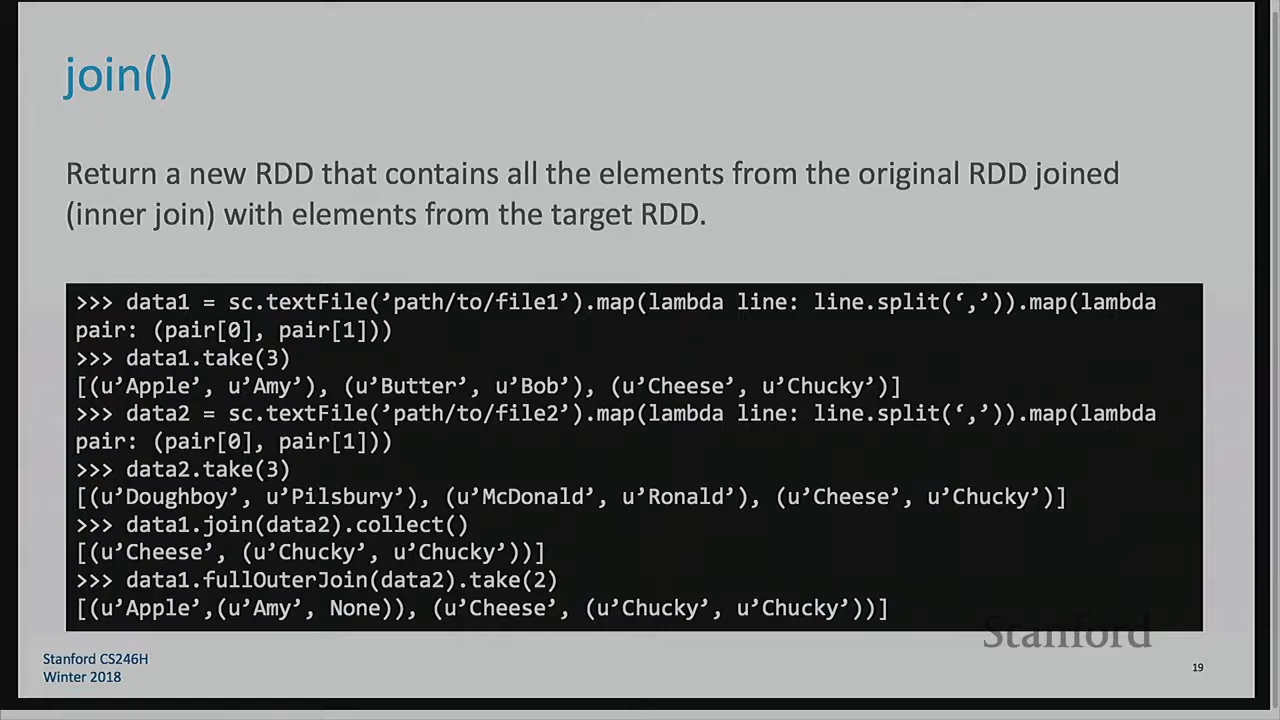 join()
Return a new RDD that contains all the elements from the original RDD joined
(inner join) with elements from the target RDD.
>>> data1 = sc.textFile(’path/to/file1’).map(lambda line: line.split(‘,’)).map(lambda
pair: (pair[0], pair[1]))
>>> data1.take(3)
[(u’Apple’, u’Amy’), (u’Butter’, u’Bob’), (u’Cheese’, u’Chucky’)]
>>> data2 = sc.textFile(’path/to/file2’).map(lambda line: line.split(‘,’)).map(lambda
pair: (pair[0], pair[1]))
>>> data2.take(3)
[(u’Doughboy’, u’Pilsbury’), (u’McDonald’, u’Ronald’), (u’Cheese’, u’Chucky’)]
>>> data1.join(data2).collect()
[(u’Cheese’, (u’Chucky’, u’Chucky’))]
>>> data1.fullOuterJoin(data2).take(2)
[(u’Apple’,(u’Amy’, None)), (u’Cheese’, (u’Chucky’, u’Chucky’))]
Stanford
Stanford CS246H
Winter 2018
19